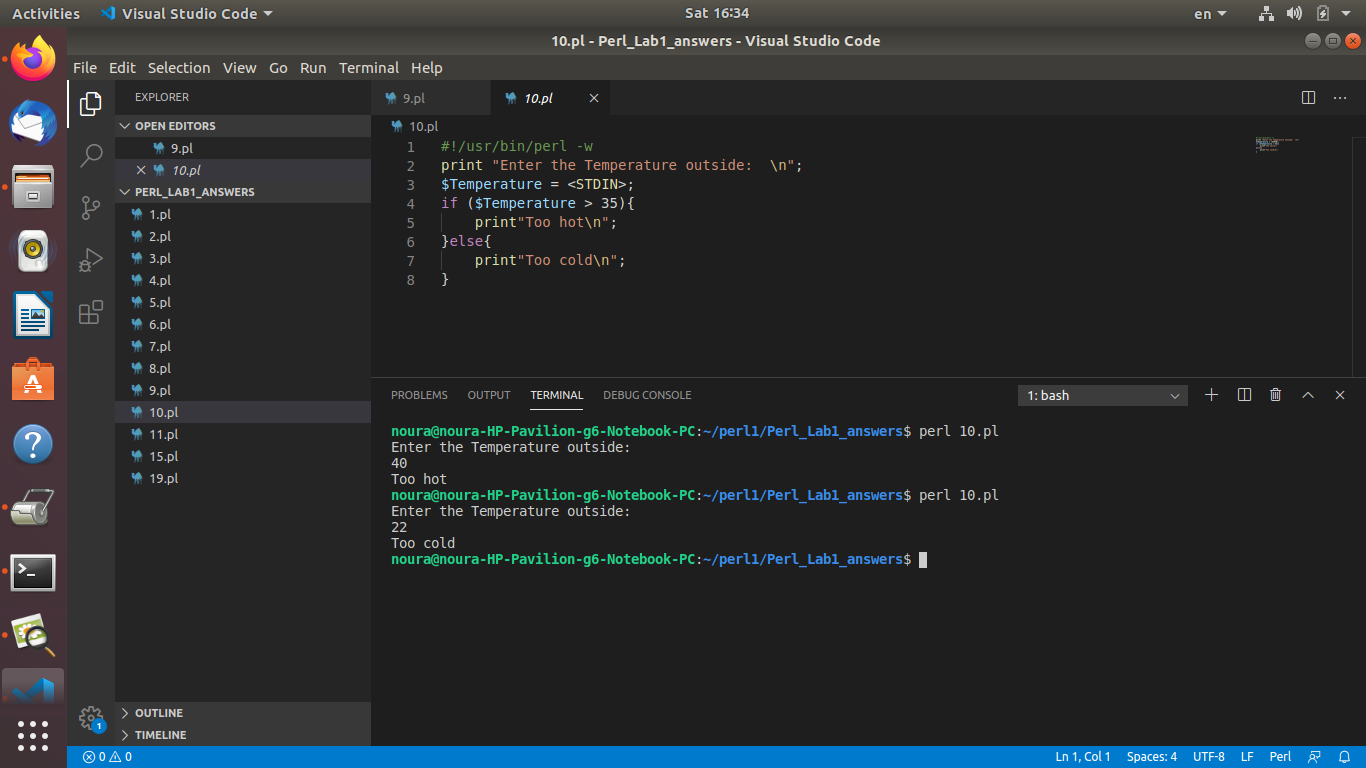 Activities Visual Studio Code Sat 16:34 en
10.pl - Perl_Lab1_answers - Visual Studio Code
File Edit Selection View Go Run Terminal Help
EXPLORER
OPEN EDITORS
9.pl
10.pl
PERL_LAB1_ANSWERS
1.pl
2.pl
3.pl
4.pl
5.pl
6.pl
7.pl
8.pl
9.pl
10.pl
11.pl
15.pl
19.pl
OUTLINE
TIMELINE
9.pl 10.pl
10.pl
1 #!/usr/bin/perl -w
2 print "Enter the Temperature outside:  \n";
3 $Temperature = <STDIN>;
4 if ($Temperature > 35){
5     print"Too hot\n";
6 }else{
7     print"Too cold\n";
8 }
PROBLEMS OUTPUT TERMINAL DEBUG CONSOLE 1: bash
noura@noura-HP-Pavilion-g6-Notebook-PC:~/perl1/Perl_Lab1_answers$ perl 10.pl
Enter the Temperature outside:
40
Too hot
noura@noura-HP-Pavilion-g6-Notebook-PC:~/perl1/Perl_Lab1_answers$ perl 10.pl
Enter the Temperature outside:
22
Too cold
noura@noura-HP-Pavilion-g6-Notebook-PC:~/perl1/Perl_Lab1_answers$
1
0 0 Ln 1, Col 1 Spaces: 4 UTF-8 LF Perl